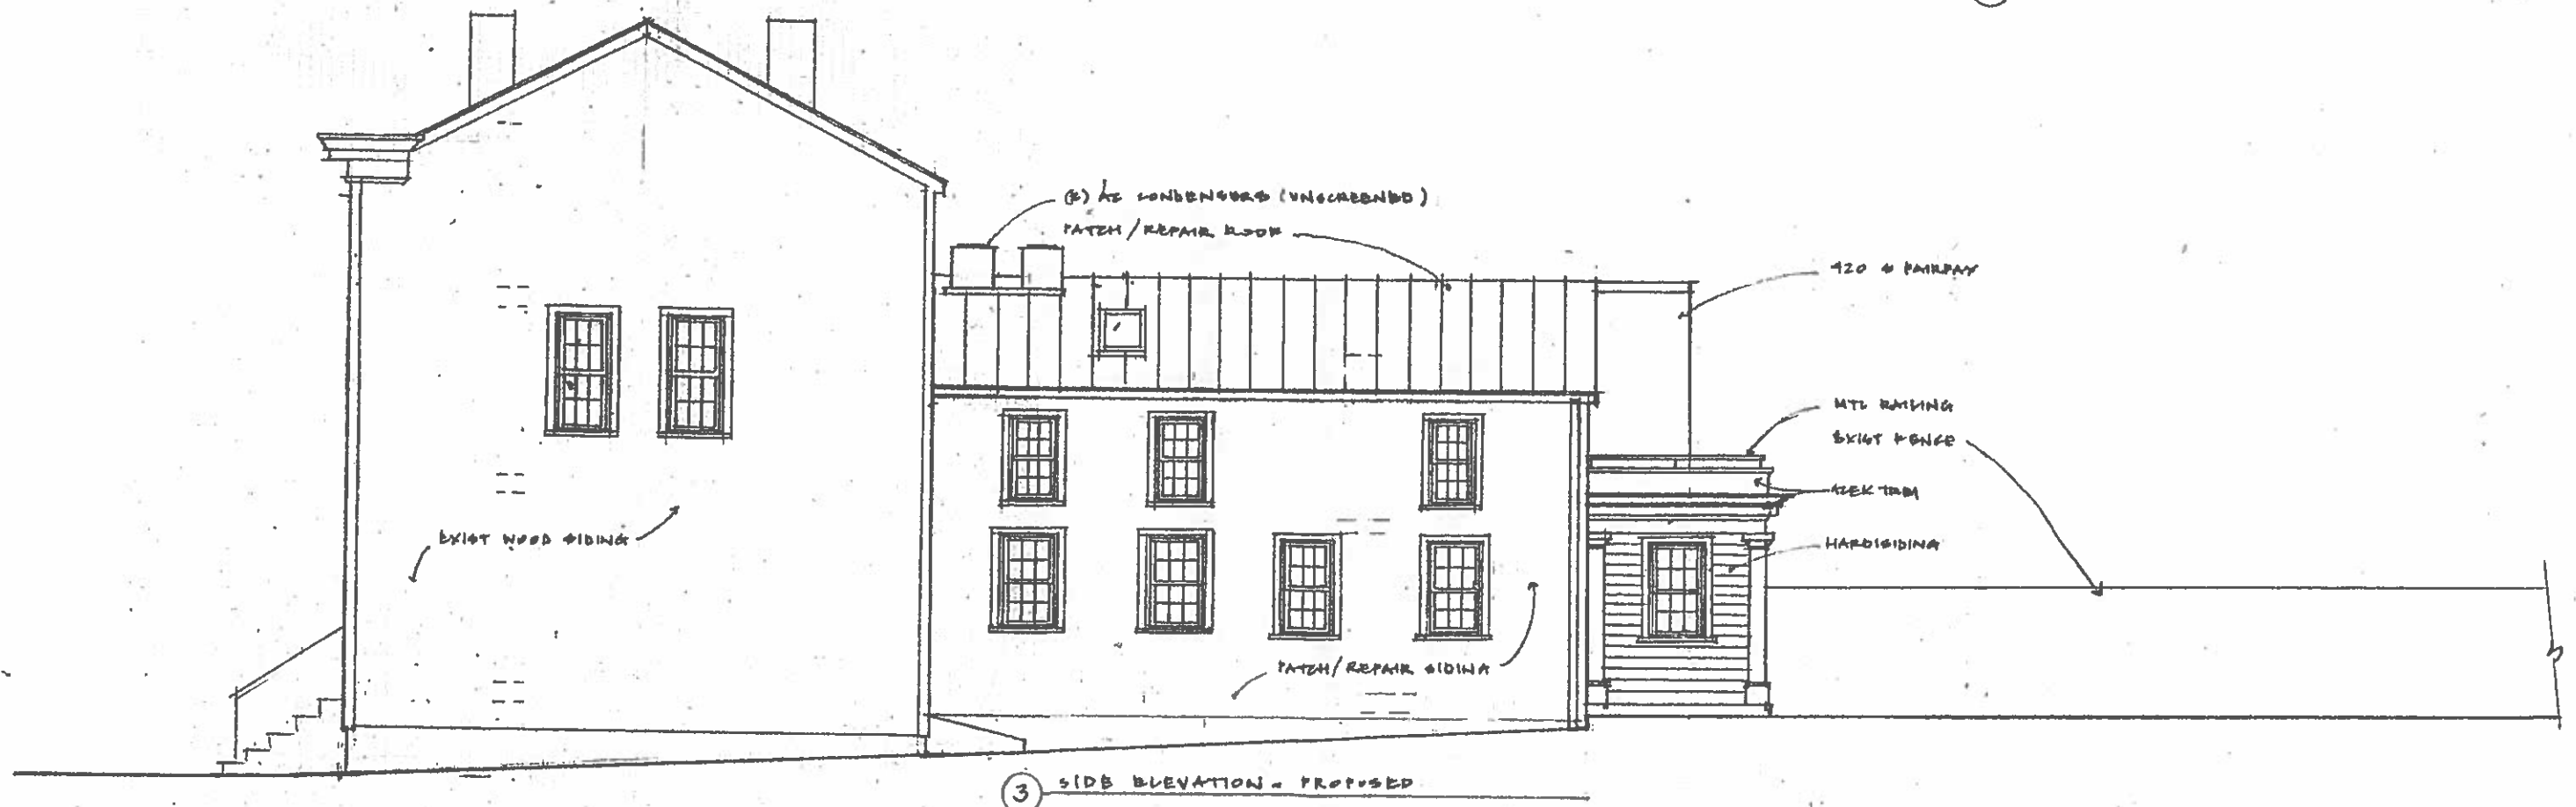 (E) AC CONDENSERS (UNSCREENED)
PATCH/REPAIR ROOF
420 S FAIRFAX
MTL RAILING
EXIST FENCE
AZEK TRIM
HARDISIDING
EXIST WOOD SIDING
PATCH/REPAIR SIDING
3 SIDE ELEVATION - PROPOSED